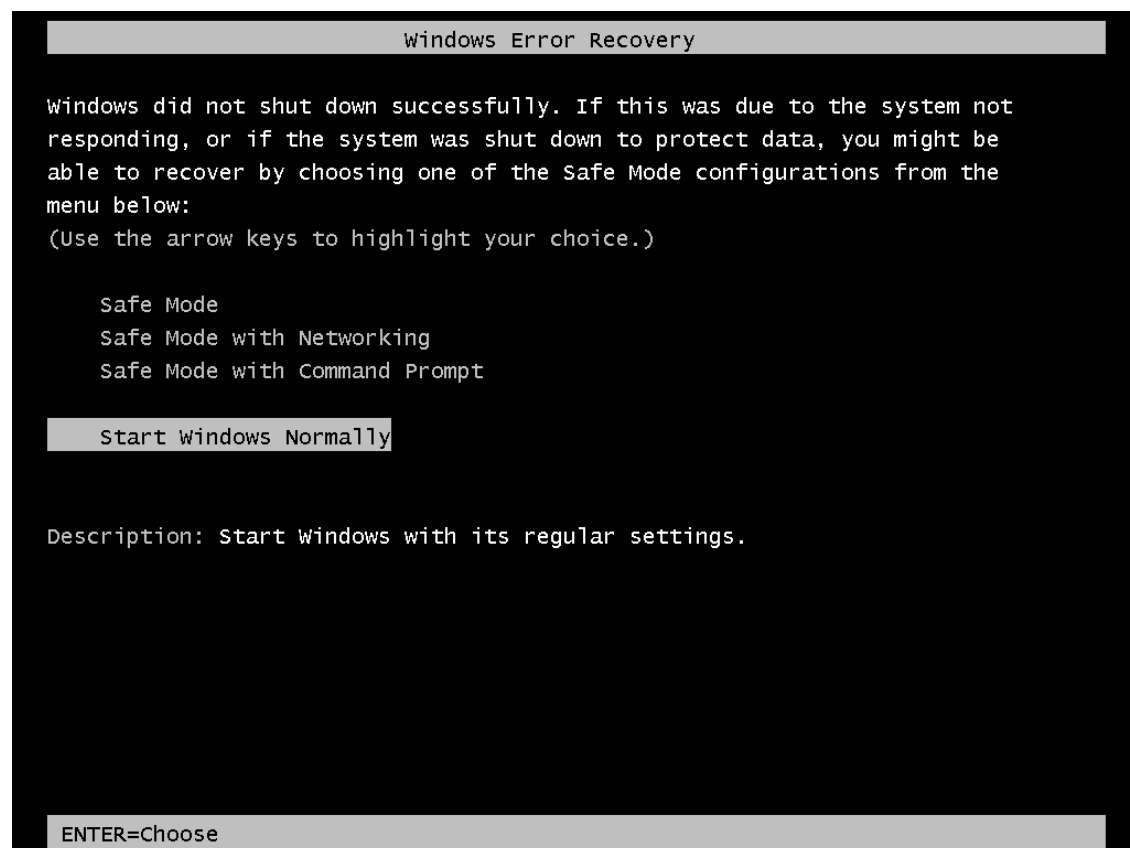 Windows Error Recovery
Windows did not shut down successfully. If this was due to the system not
responding, or if the system was shut down to protect data, you might be
able to recover by choosing one of the Safe Mode configurations from the
menu below:
(Use the arrow keys to highlight your choice.)
Safe Mode
Safe Mode with Networking
Safe Mode with Command Prompt
Start Windows Normally
Description: Start Windows with its regular settings.
ENTER=Choose